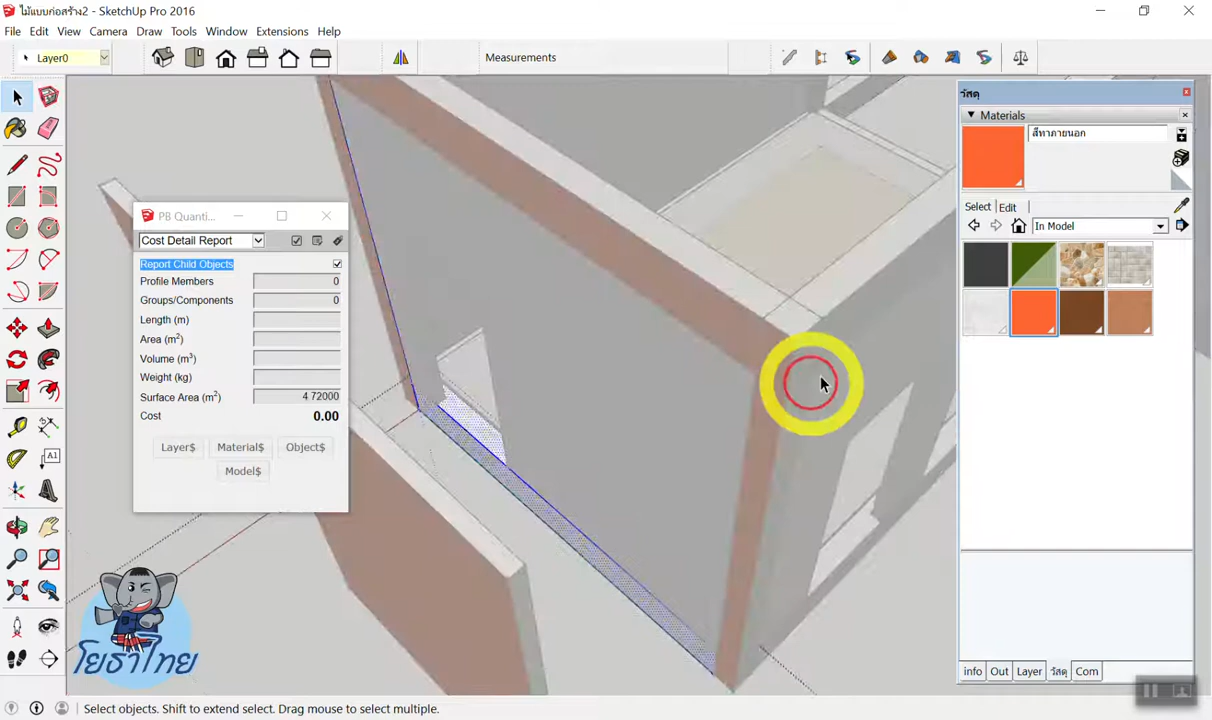 ไม้แบบก่อสร้าง2 - SketchUp Pro 2016
File Edit View Camera Draw Tools Window Extensions Help
Layer0
Measurements
วัสดุ
Materials
สีทาภายนอก
Select Edit
In Model
PB Quanti...
Cost Detail Report
Report Child Objects
Profile Members 0
Groups/Components 0
Length (m)
Area (m²)
Volume (m³)
Weight (kg)
Surface Area (m²) 4.72000
Cost 0.00
Layer$ Material$ Object$
Model$
A1
โยธาไทย
info Out Layer วัสดุ Com
Select objects. Shift to extend select. Drag mouse to select multiple.